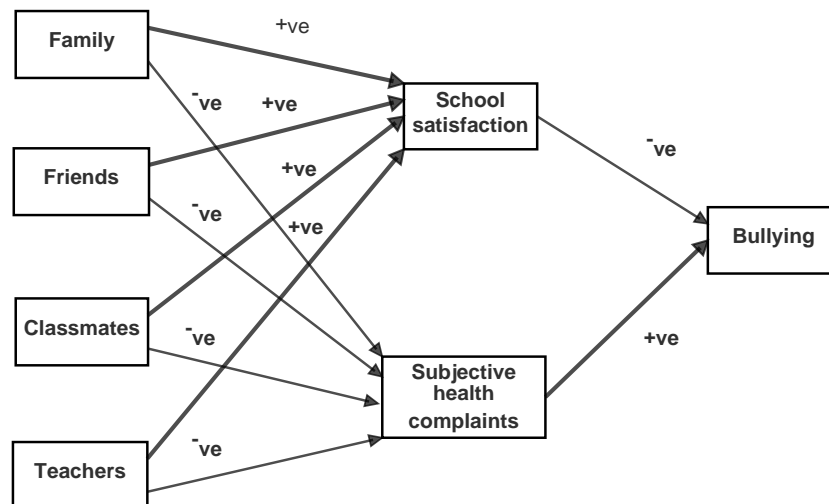 Family
+ve
-ve
+ve
School
satisfaction
Friends
+ve
-ve
-ve
+ve
Bullying
Classmates
-ve
+ve
Subjective
health
complaints
Teachers
-ve